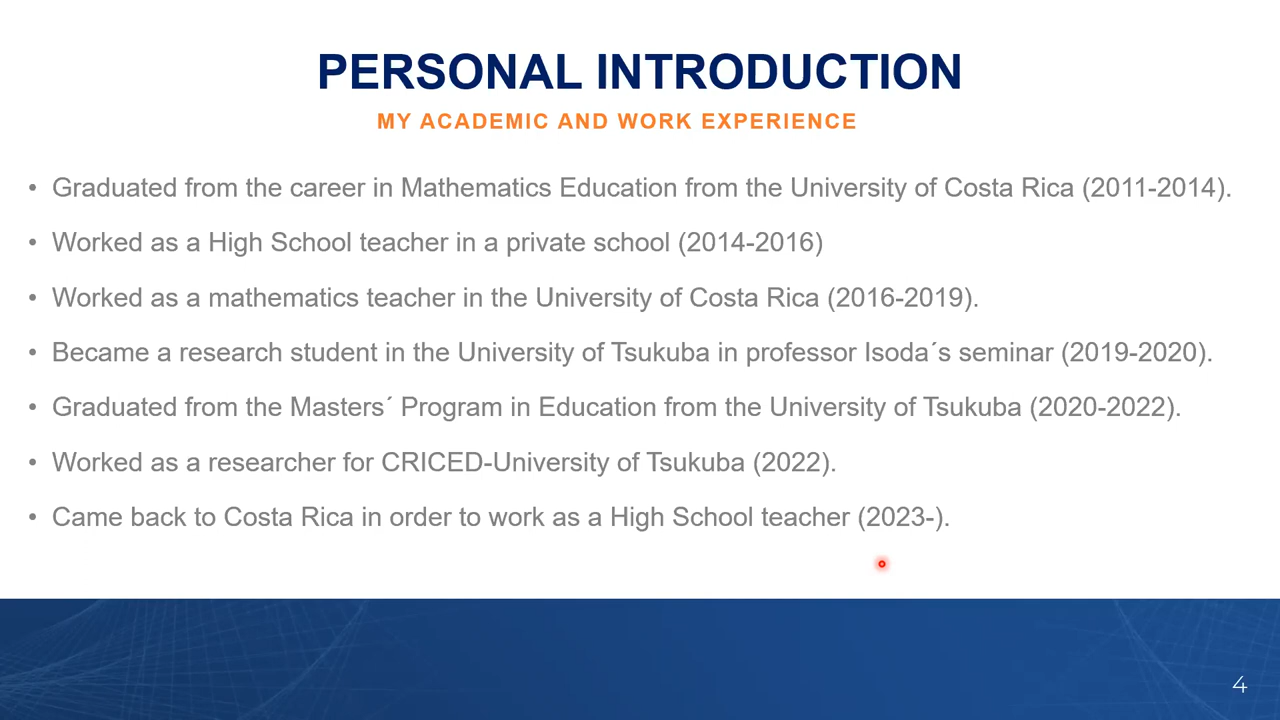 PERSONAL INTRODUCTION
MY ACADEMIC AND WORK EXPERIENCE
• Graduated from the career in Mathematics Education from the University of Costa Rica (2011-2014).
• Worked as a High School teacher in a private school (2014-2016)
• Worked as a mathematics teacher in the University of Costa Rica (2016-2019).
• Became a research student in the University of Tsukuba in professor Isoda´s seminar (2019-2020).
• Graduated from the Masters´ Program in Education from the University of Tsukuba (2020-2022).
• Worked as a researcher for CRICED-University of Tsukuba (2022).
• Came back to Costa Rica in order to work as a High School teacher (2023-).
4